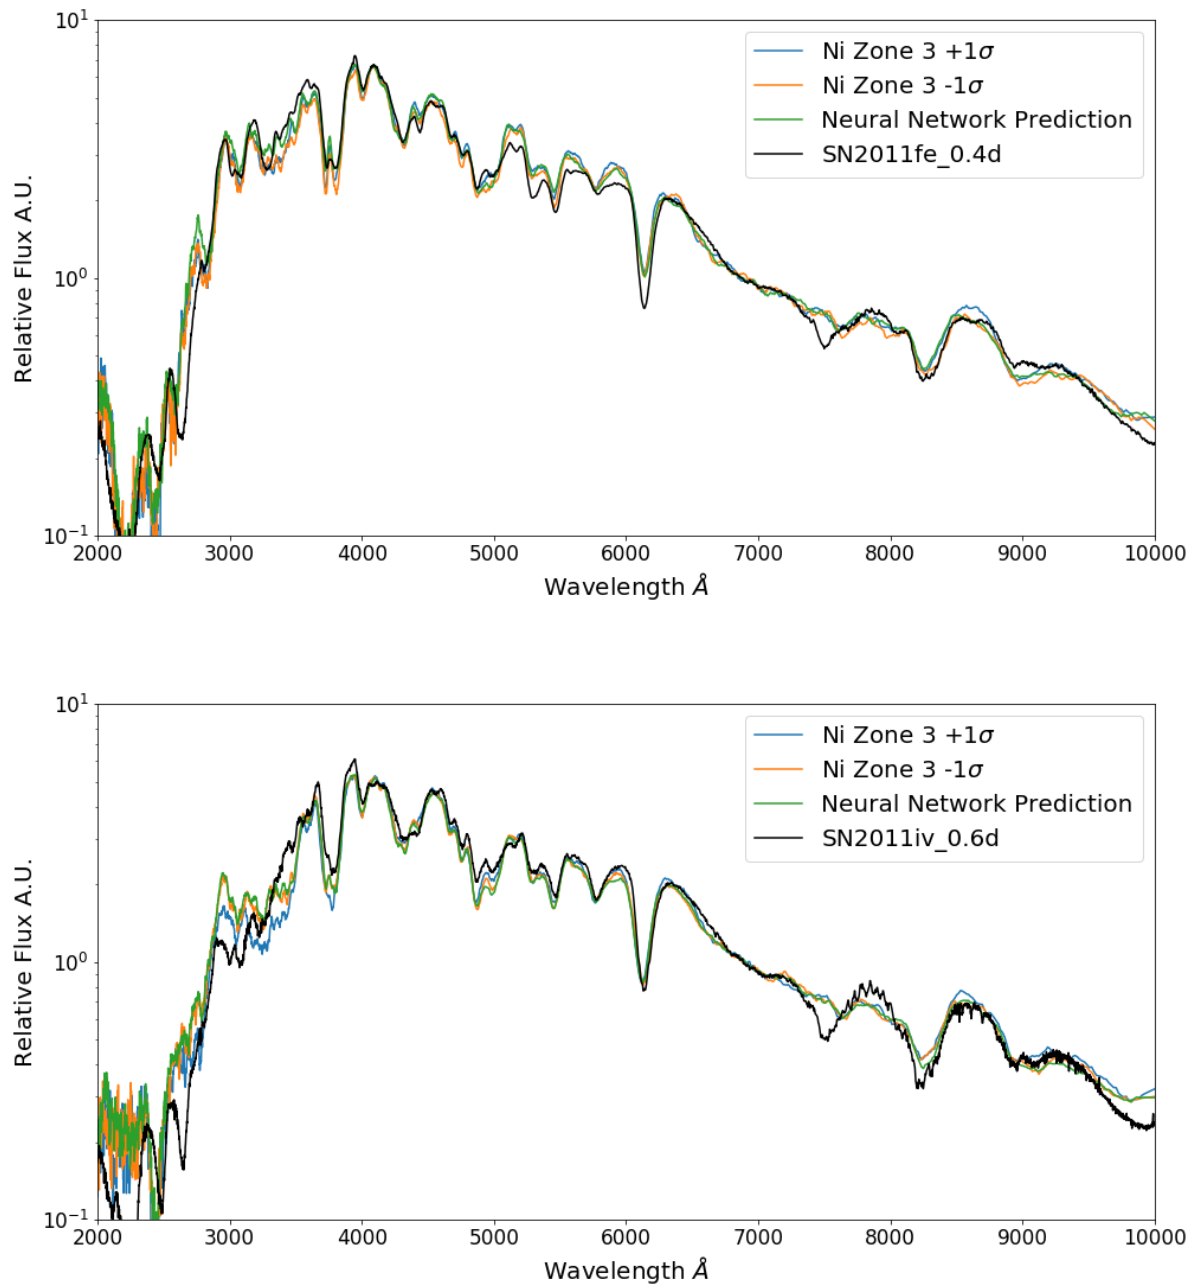 10¹
Ni Zone 3 +1σ
Ni Zone 3 -1σ
Neural Network Prediction
SN2011fe_0.4d
Relative Flux A.U.
10⁰
10⁻¹
2000 3000 4000 5000 6000 7000 8000 9000 10000
Wavelength Å
10¹
Ni Zone 3 +1σ
Ni Zone 3 -1σ
Neural Network Prediction
SN2011iv_0.6d
Relative Flux A.U.
10⁰
10⁻¹
2000 3000 4000 5000 6000 7000 8000 9000 10000
Wavelength Å